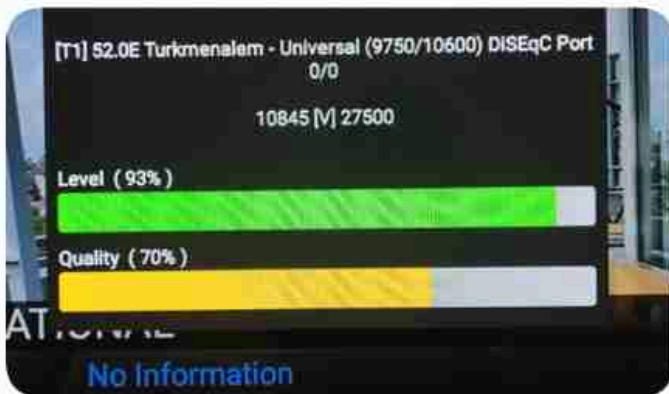 [T1] 52.0E Turkmenalem - Universal (9750/10600) DiSEqC Port
0/0
10845 [V] 27500
Level ( 93% )
Quality ( 70% )
No Information